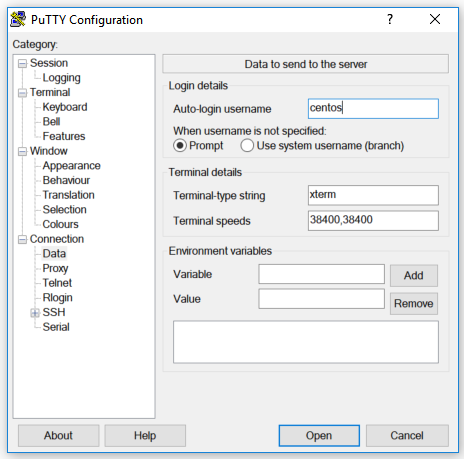 PuTTY Configuration
Category:
Session
Logging
Terminal
Keyboard
Bell
Features
Window
Appearance
Behaviour
Translation
Selection
Colours
Connection
Data
Proxy
Telnet
Rlogin
SSH
Serial
Data to send to the server
Login details
Auto-login username centos
When username is not specified:
Prompt Use system username (branch)
Terminal details
Terminal-type string xterm
Terminal speeds 38400,38400
Environment variables
Variable Add
Value Remove
About Help Open Cancel